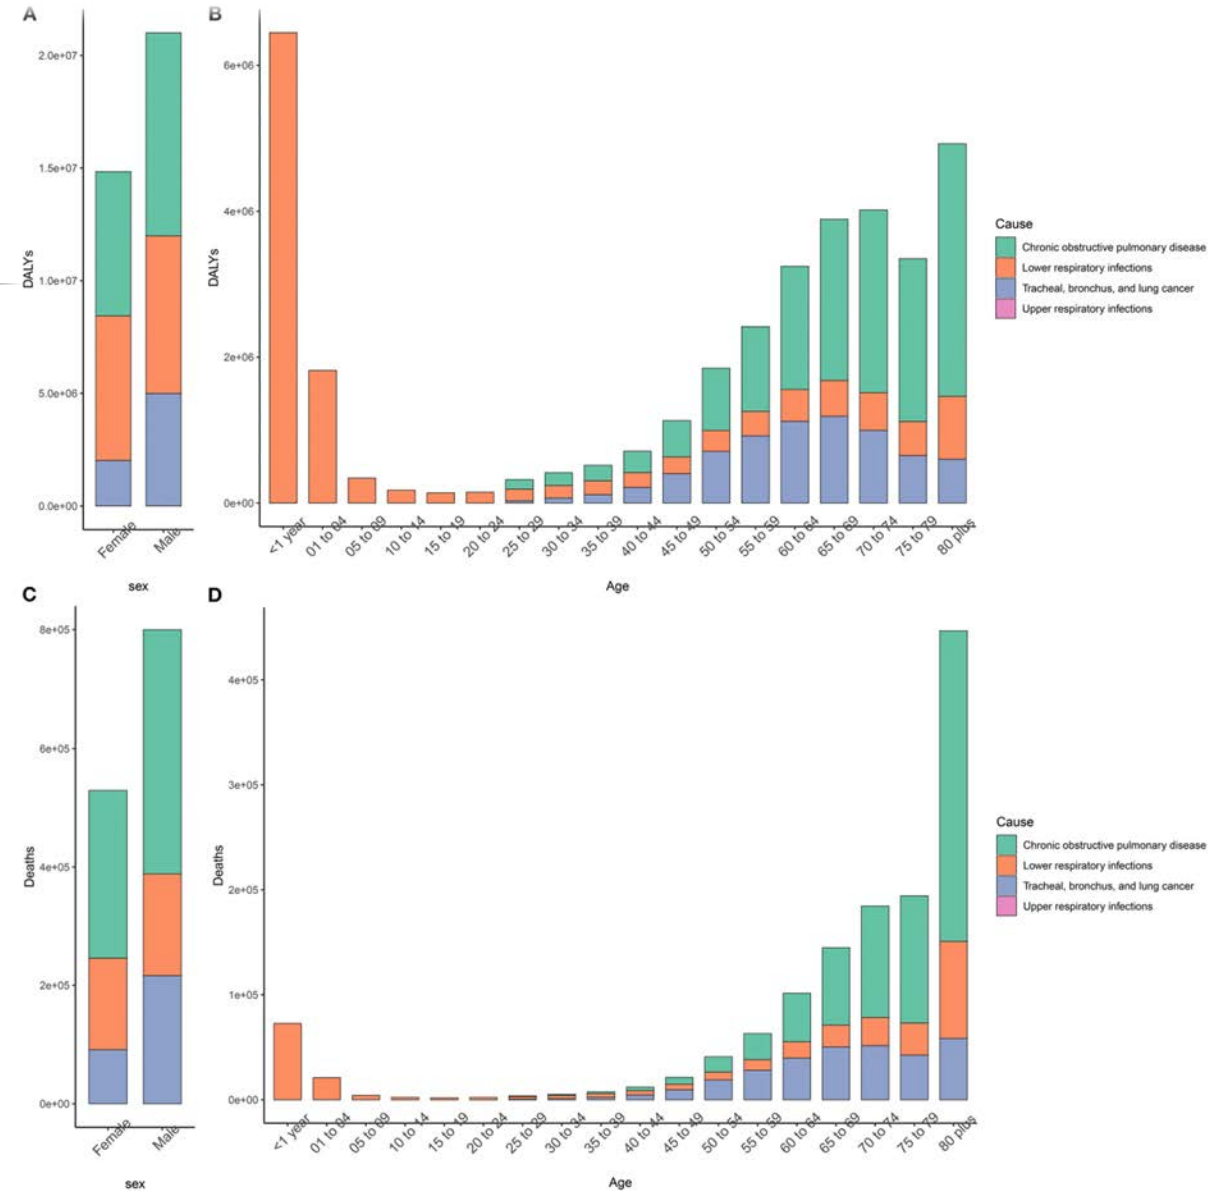 A
B
2.0e+07
1.5e+07
1.0e+07
5.0e+06
0.0e+00
DALYs
Female
Male
sex
6e+06
4e+06
2e+06
0e+00
DALYs
<1 year
01 to 04
05 to 09
10 to 14
15 to 19
20 to 24
25 to 29
30 to 34
35 to 39
40 to 44
45 to 49
50 to 54
55 to 59
60 to 64
65 to 69
70 to 74
75 to 79
80 plus
Age
Cause
Chronic obstructive pulmonary disease
Lower respiratory infections
Tracheal, bronchus, and lung cancer
Upper respiratory infections
C
D
8e+05
6e+05
4e+05
2e+05
0e+00
Deaths
Female
Male
sex
4e+05
3e+05
2e+05
1e+05
0e+00
Deaths
<1 year
01 to 04
05 to 09
10 to 14
15 to 19
20 to 24
25 to 29
30 to 34
35 to 39
40 to 44
45 to 49
50 to 54
55 to 59
60 to 64
65 to 69
70 to 74
75 to 79
80 plus
Age
Cause
Chronic obstructive pulmonary disease
Lower respiratory infections
Tracheal, bronchus, and lung cancer
Upper respiratory infections